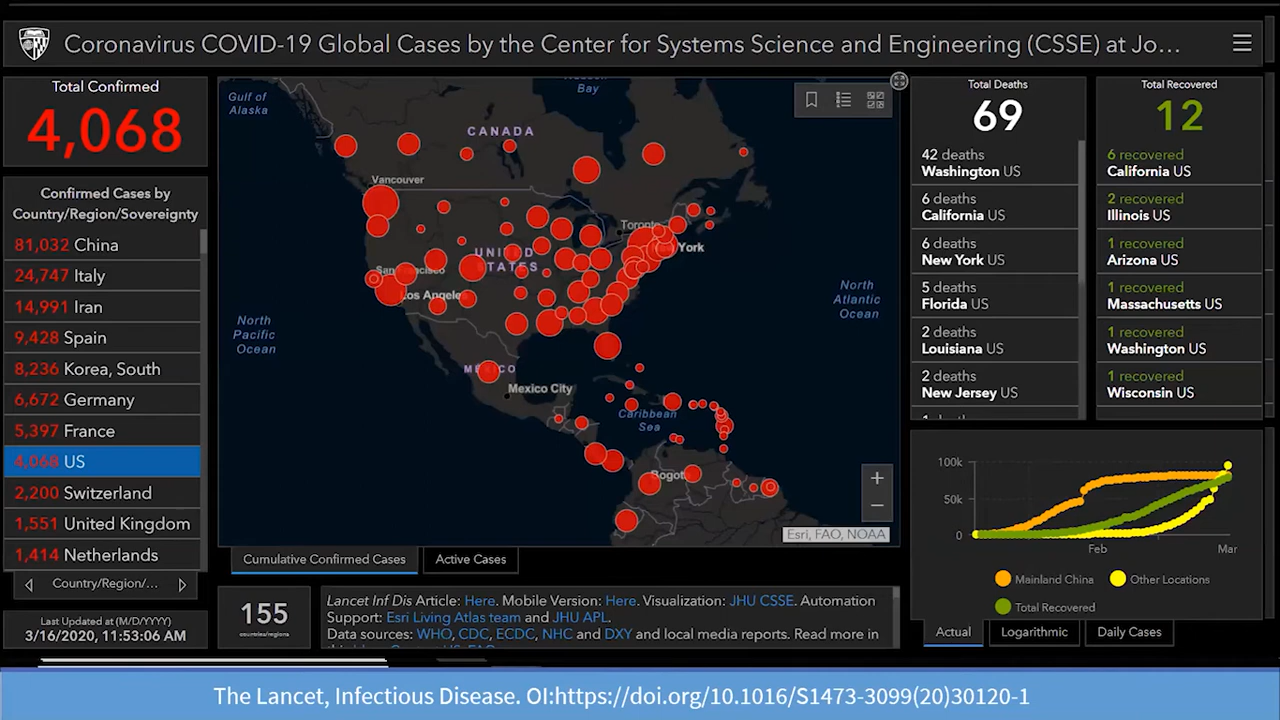 Coronavirus COVID-19 Global Cases by the Center for Systems Science and Engineering (CSSE) at Jo...
Total Confirmed
4,068
Confirmed Cases by
Country/Region/Sovereignty
81,032 China
24,747 Italy
14,991 Iran
9,428 Spain
8,236 Korea, South
6,672 Germany
5,397 France
4,068 US
2,200 Switzerland
1,551 United Kingdom
1,414 Netherlands
Country/Region/...
Last Updated at (M/D/YYYY)
3/16/2020, 11:53:06 AM
Gulf of
Alaska
Bay
CANADA
Vancouver
Toronto
York
UNITED
STATES
San Francisco
Los Angeles
North
Pacific
Ocean
North
Atlantic
Ocean
MÉXICO
Mexico City
Caribbean
Sea
Bogota
+
−
Esri, FAO, NOAA
Cumulative Confirmed Cases
Active Cases
155
countries/regions
Lancet Inf Dis Article: Here. Mobile Version: Here. Visualization: JHU CSSE. Automation
Support: Esri Living Atlas team and JHU APL.
Data sources: WHO, CDC, ECDC, NHC and DXY and local media reports. Read more in
Total Deaths
69
42 deaths
Washington US
6 deaths
California US
6 deaths
New York US
5 deaths
Florida US
2 deaths
Louisiana US
2 deaths
New Jersey US
Total Recovered
12
6 recovered
California US
2 recovered
Illinois US
1 recovered
Arizona US
1 recovered
Massachusetts US
1 recovered
Washington US
1 recovered
Wisconsin US
100k
50k
0
Feb
Mar
Mainland China
Other Locations
Total Recovered
Actual
Logarithmic
Daily Cases
The Lancet, Infectious Disease. OI:https://doi.org/10.1016/S1473-3099(20)30120-1